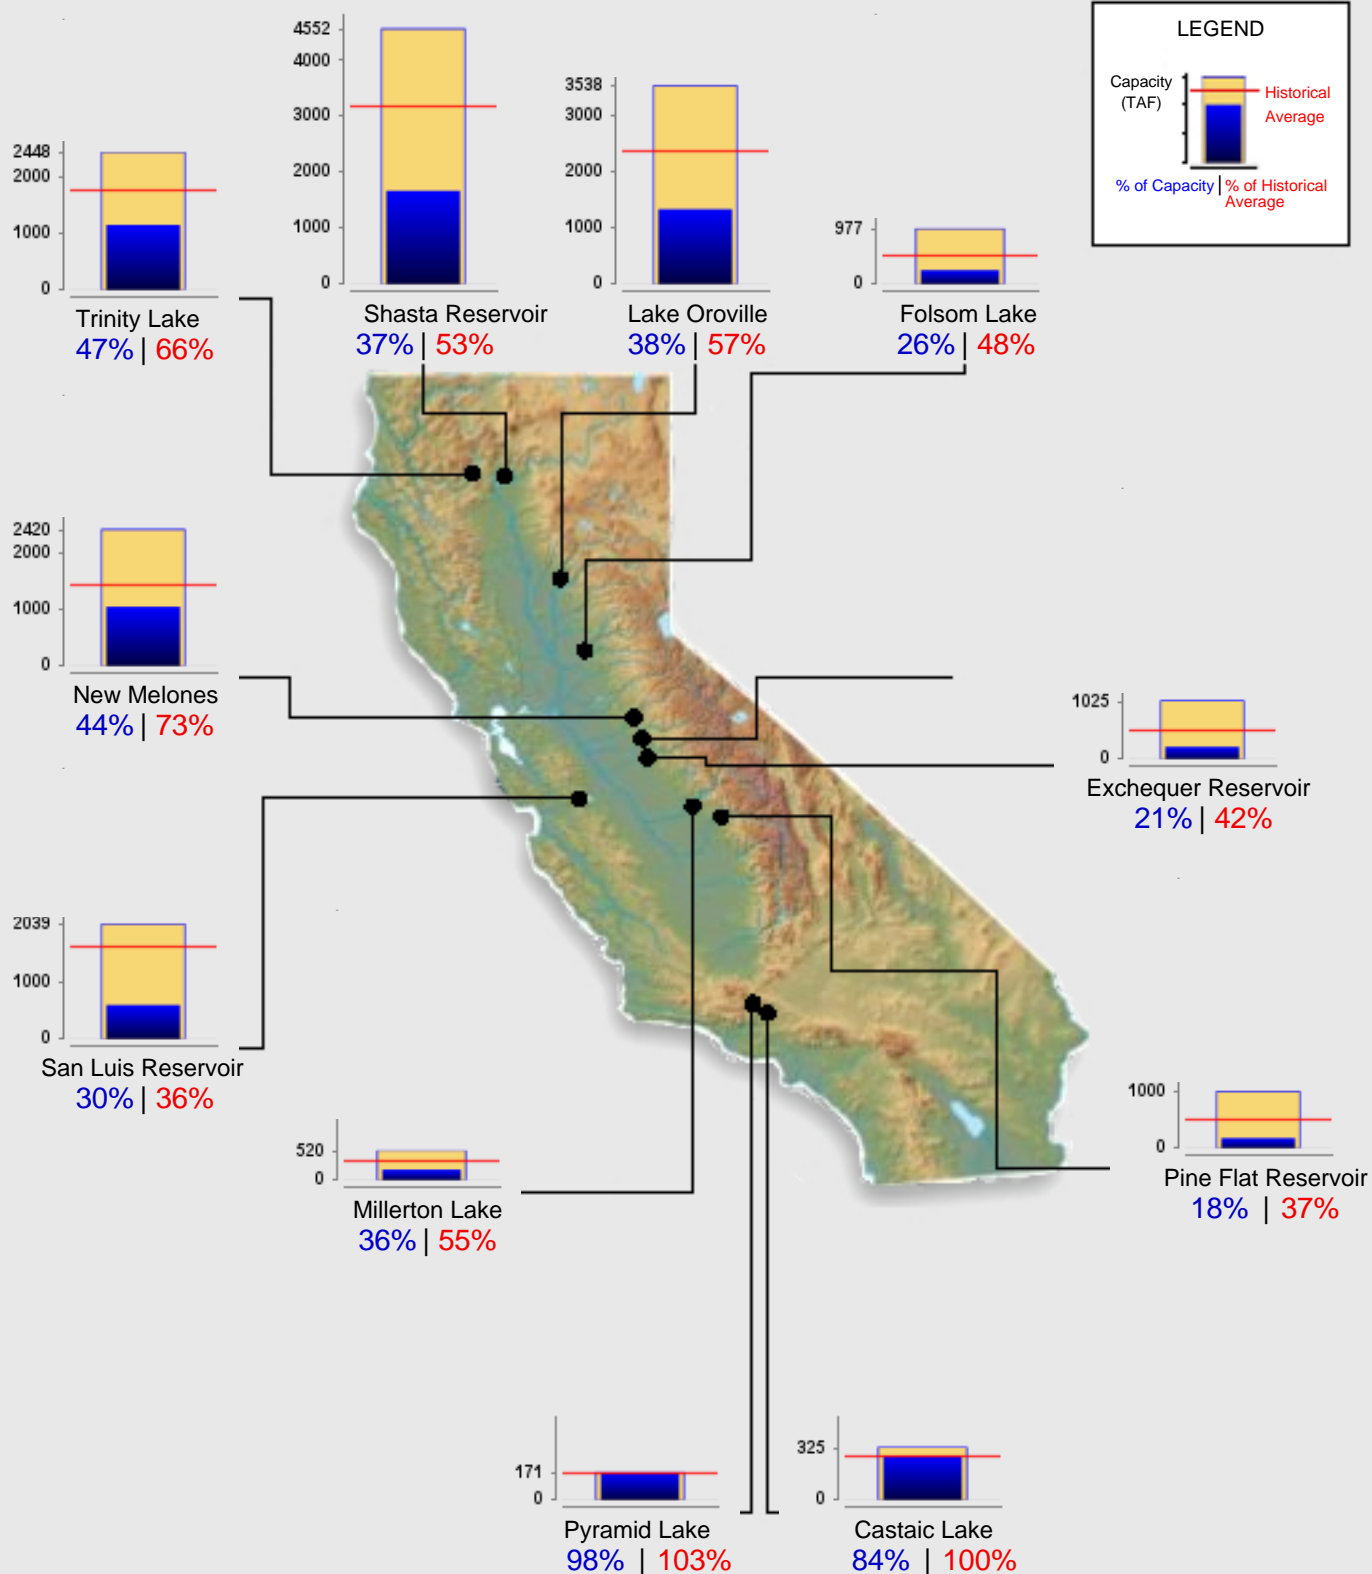 LEGEND
Capacity
(TAF)
Historical
Average
% of Capacity | % of Historical
Average
4552
4000
3000
2000
1000
0
Shasta Reservoir
37% | 53%
3538
3000
2000
1000
0
Lake Oroville
38% | 57%
2448
2000
1000
0
Trinity Lake
47% | 66%
977
0
Folsom Lake
26% | 48%
2420
2000
1000
0
New Melones
44% | 73%
1025
0
Exchequer Reservoir
21% | 42%
2039
1000
0
San Luis Reservoir
30% | 36%
1000
0
Pine Flat Reservoir
18% | 37%
520
0
Millerton Lake
36% | 55%
171
0
Pyramid Lake
98% | 103%
325
0
Castaic Lake
84% | 100%